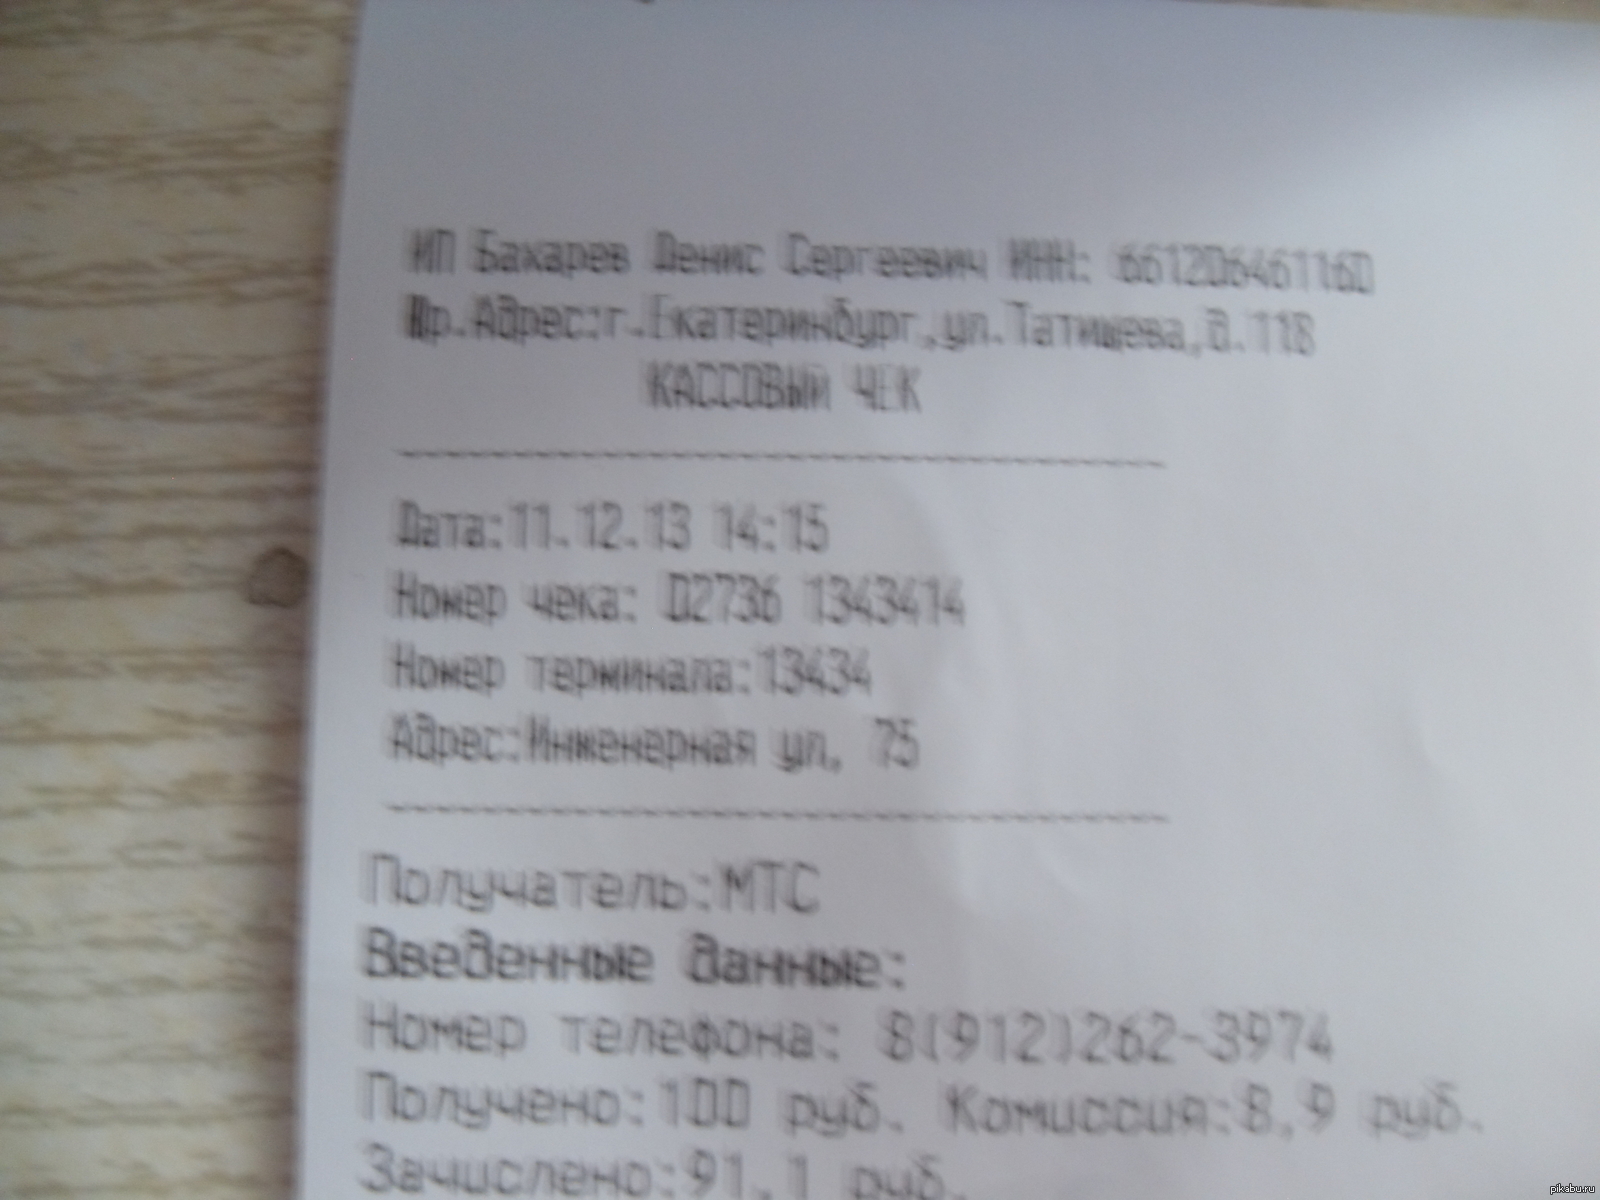 ИП Бахарев Денис Сергеевич ИНН: 661206461160
Юр.Адрес:г.Екатеринбург,ул.Татищева,д.118
КАССОВЫЙ ЧЕК
Дата:11.12.13 14:15
Номер чека: 02736 1343414
Номер терминала:13434
Адрес:Инженерная ул, 75
Получатель:МТС
Введенные данные:
Номер телефона: 8(912)262-3974
Получено:100 руб. Комиссия:8,9 руб.
Зачислено:91,1 руб.
pikabu.ru